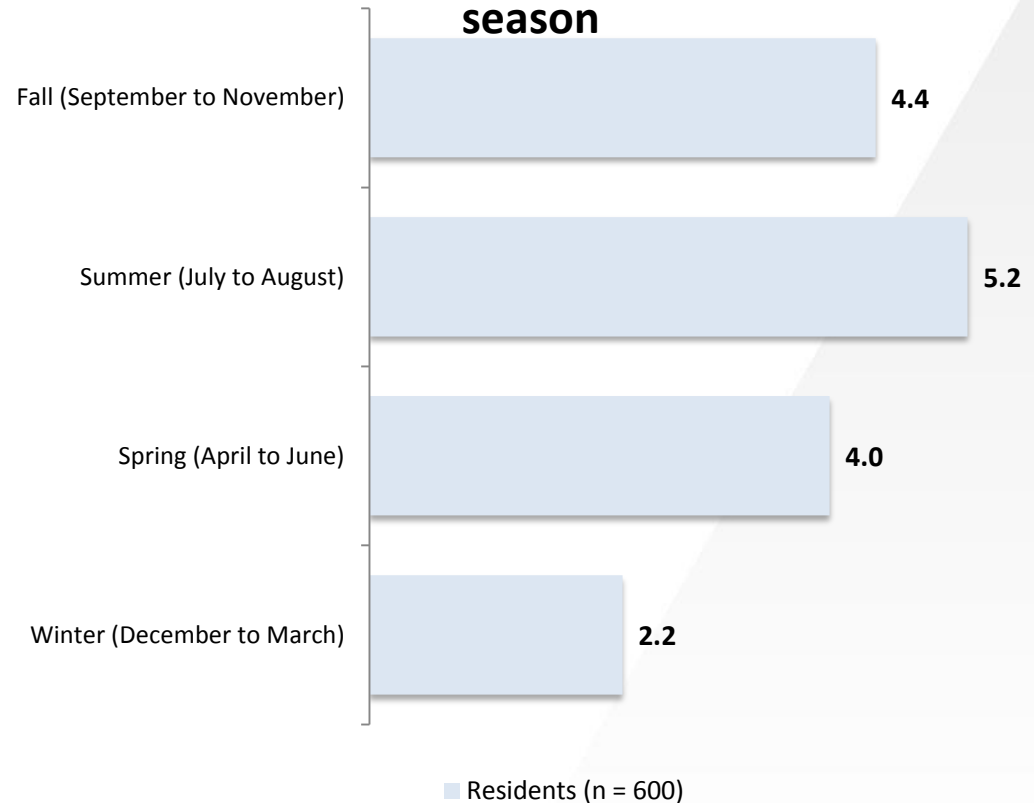 season
Fall (September to November)
4.4
Summer (July to August)
5.2
Spring (April to June)
4.0
Winter (December to March)
2.2
Residents (n = 600)